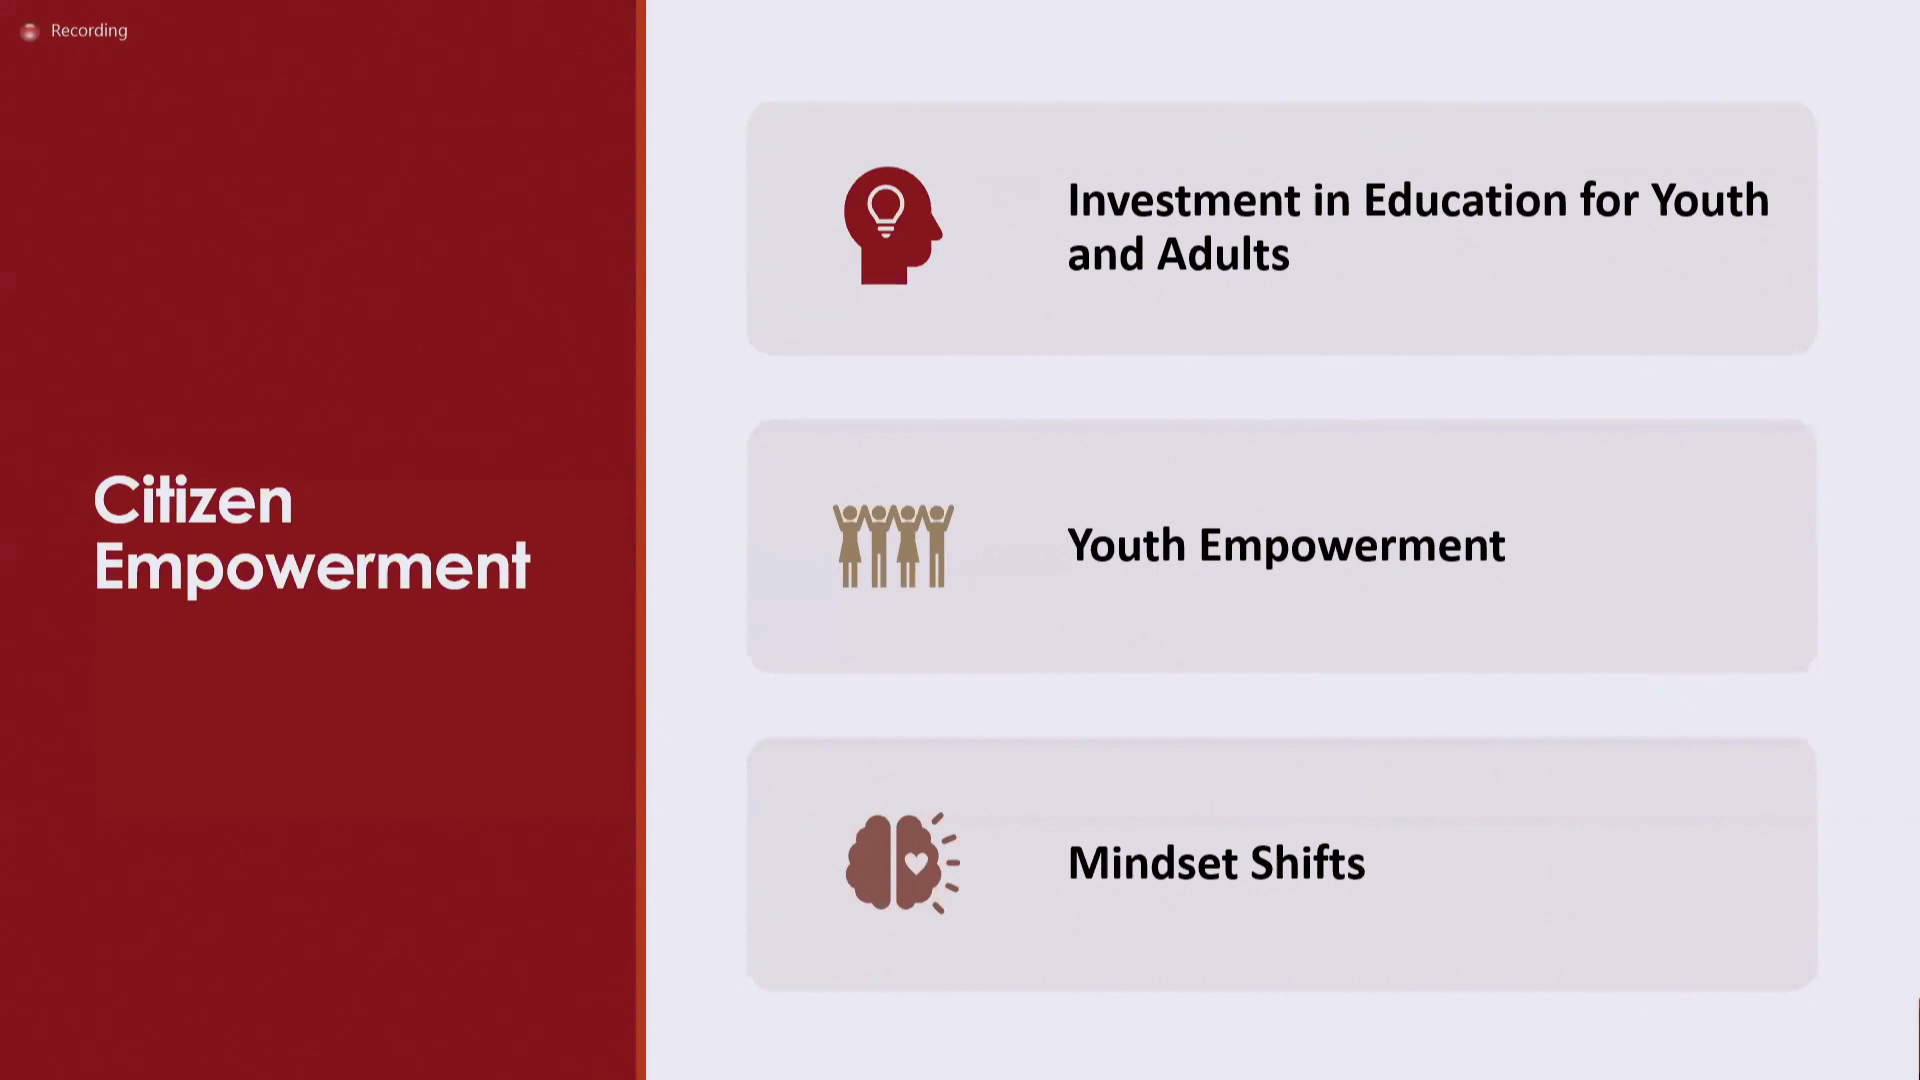 Recording
Citizen
Empowerment
Investment in Education for Youth
and Adults
Youth Empowerment
Mindset Shifts